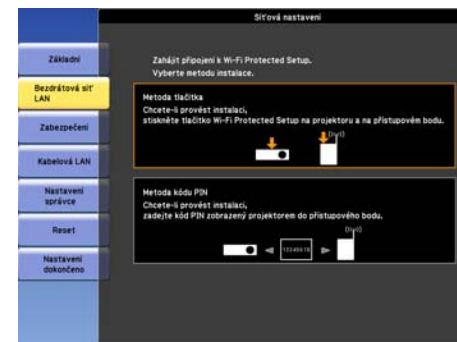 Síťová nastavení
Základní
Bezdrátová síť
LAN
Zabezpečení
Kabelová LAN
Nastavení
správce
Reset
Nastavení
dokončeno
Zahájit připojení k Wi-Fi Protected Setup.
Vyberte metodu instalace.
Metoda tlačítka
Chcete-li provést instalaci,
stiskněte tlačítko Wi-Fi Protected Setup na projektoru a na přístupovém bodu.
Metoda kódu PIN
Chcete-li provést instalaci,
zadejte kód PIN zobrazený projektorem do přístupového bodu.
12345678